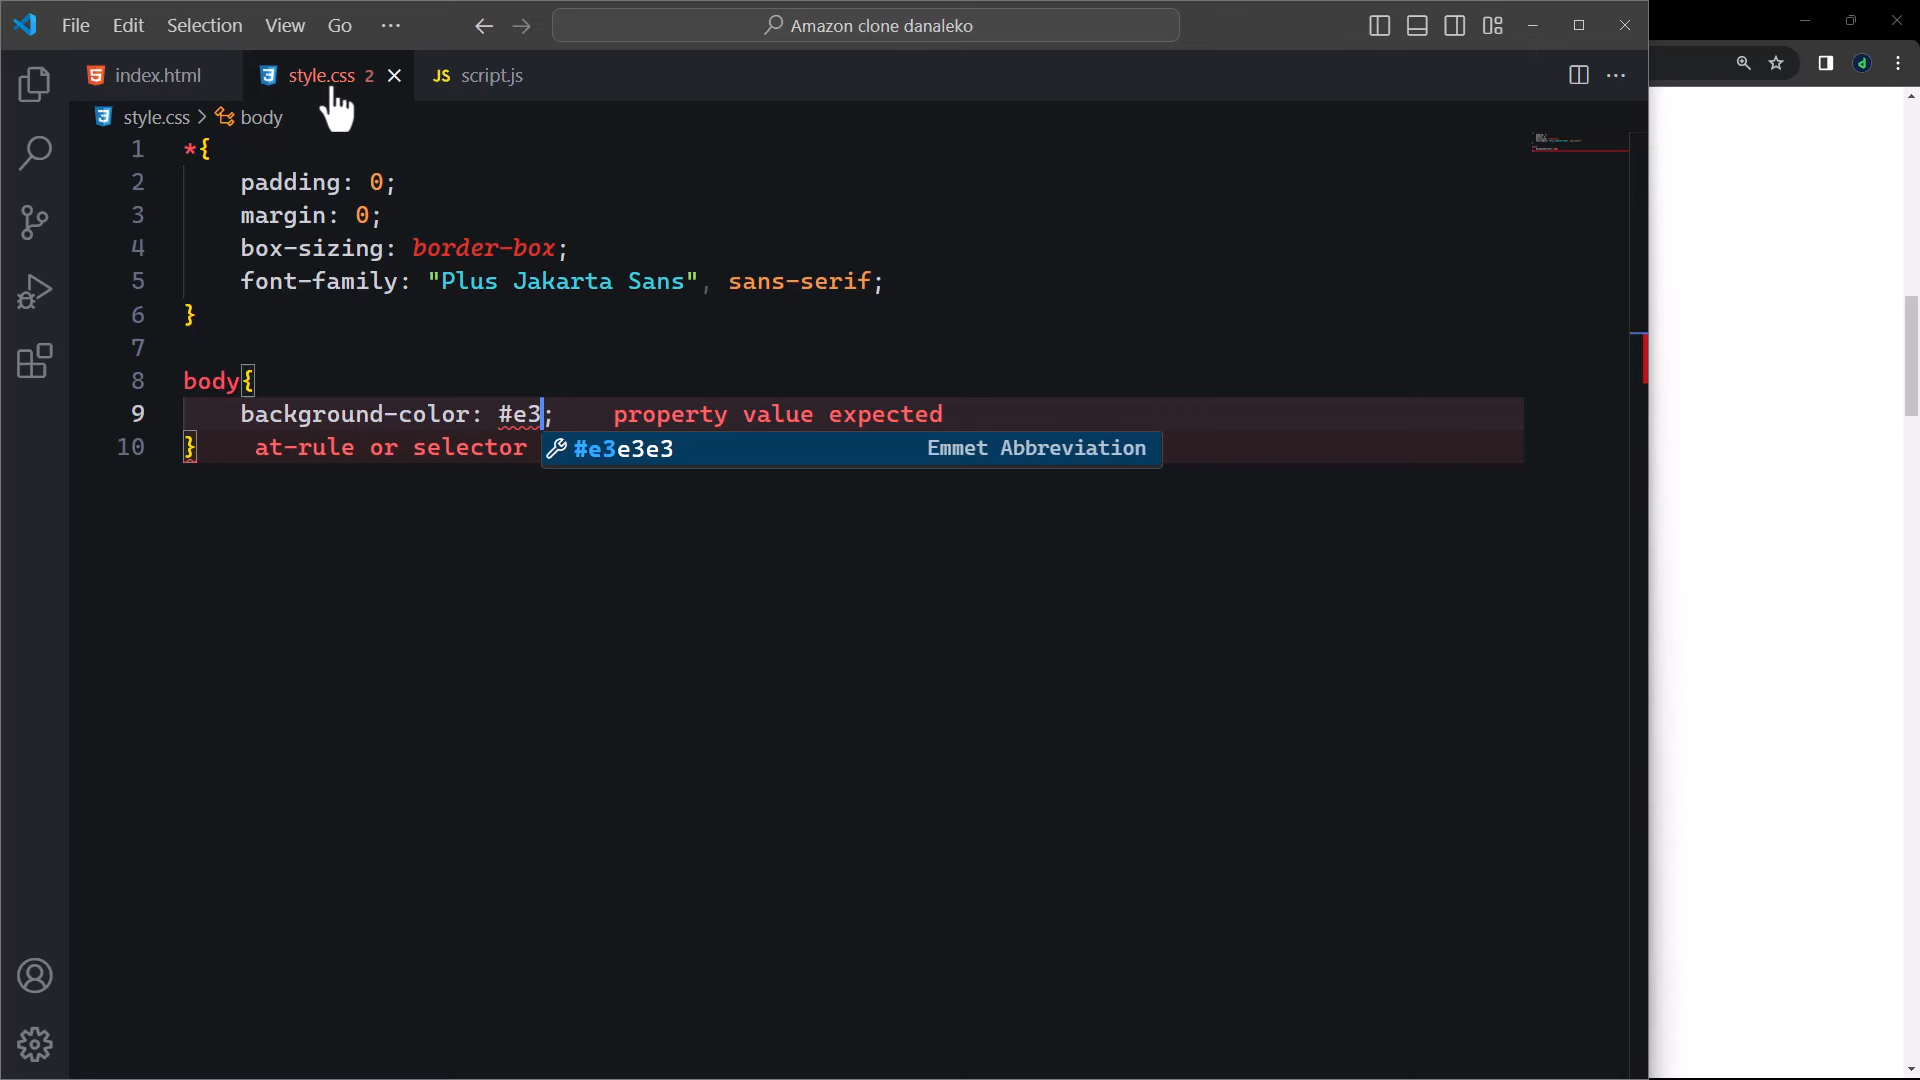 File Edit Selection View Go ··· Amazon clone danaleko
index.html style.css 2 JS script.js
style.css > body
1 *{
2 padding: 0;
3 margin: 0;
4 box-sizing: border-box;
5 font-family: "Plus Jakarta Sans", sans-serif;
6 }
7
8 body{
9 background-color: #e3; property value expected
10 } at-rule or selector
#e3e3e3 Emmet Abbreviation
d